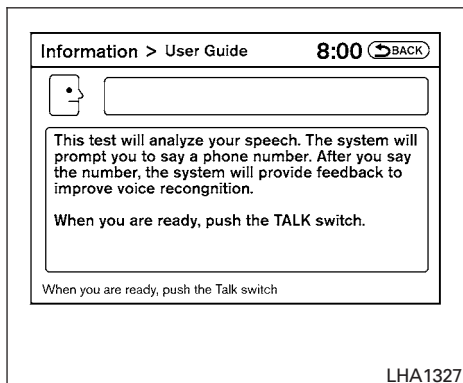 Information > User Guide 8:00 BACK
This test will analyze your speech. The system will
prompt you to say a phone number. After you say
the number, the system will provide feedback to
improve voice recongnition.
When you are ready, push the TALK switch.
When you are ready, push the Talk switch
LHA1327